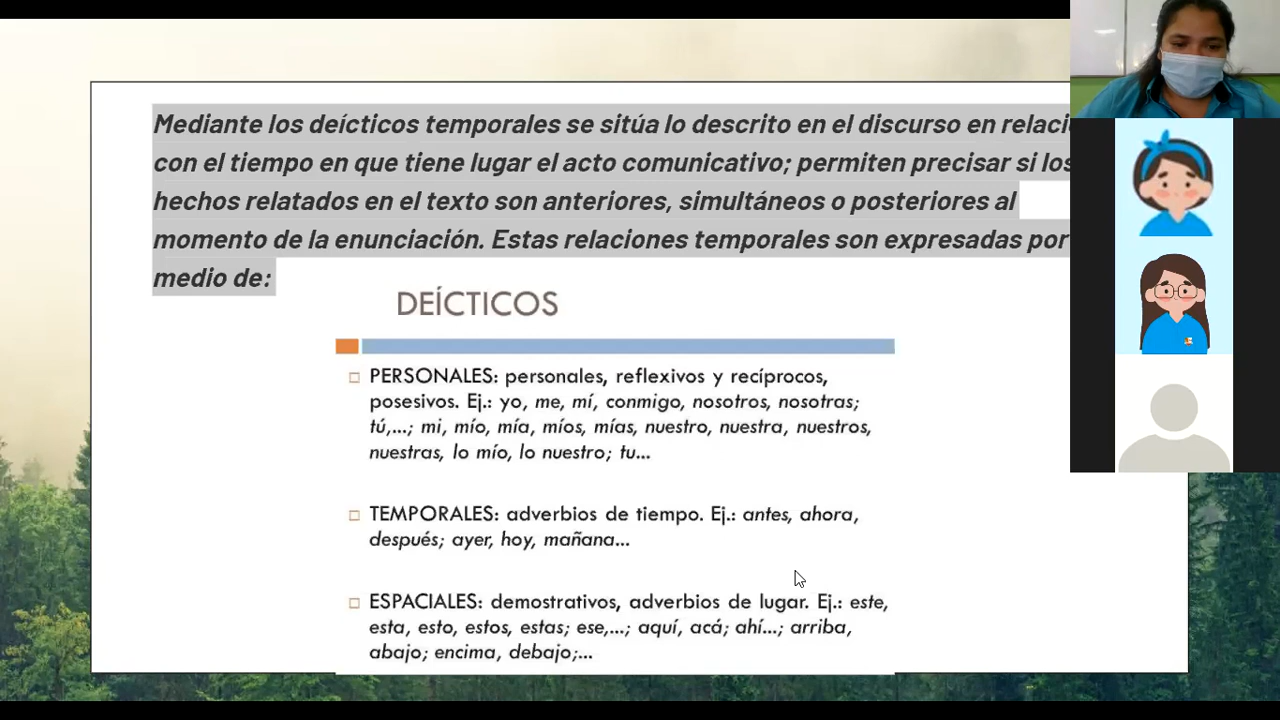 Mediante los deícticos temporales se sitúa lo descrito en el discurso en relaci
con el tiempo en que tiene lugar el acto comunicativo; permiten precisar si los
hechos relatados en el texto son anteriores, simultáneos o posteriores al
momento de la enunciación. Estas relaciones temporales son expresadas por
medio de:
DEÍCTICOS
PERSONALES: personales, reflexivos y recíprocos,
posesivos. Ej.: yo, me, mí, conmigo, nosotros, nosotras;
tú,...; mi, mío, mía, míos, mías, nuestro, nuestra, nuestros,
nuestras, lo mío, lo nuestro; tu...
TEMPORALES: adverbios de tiempo. Ej.: antes, ahora,
después; ayer, hoy, mañana...
ESPACIALES: demostrativos, adverbios de lugar. Ej.: este,
esta, esto, estos, estas; ese,...; aquí, acá; ahí...; arriba,
abajo; encima, debajo;...